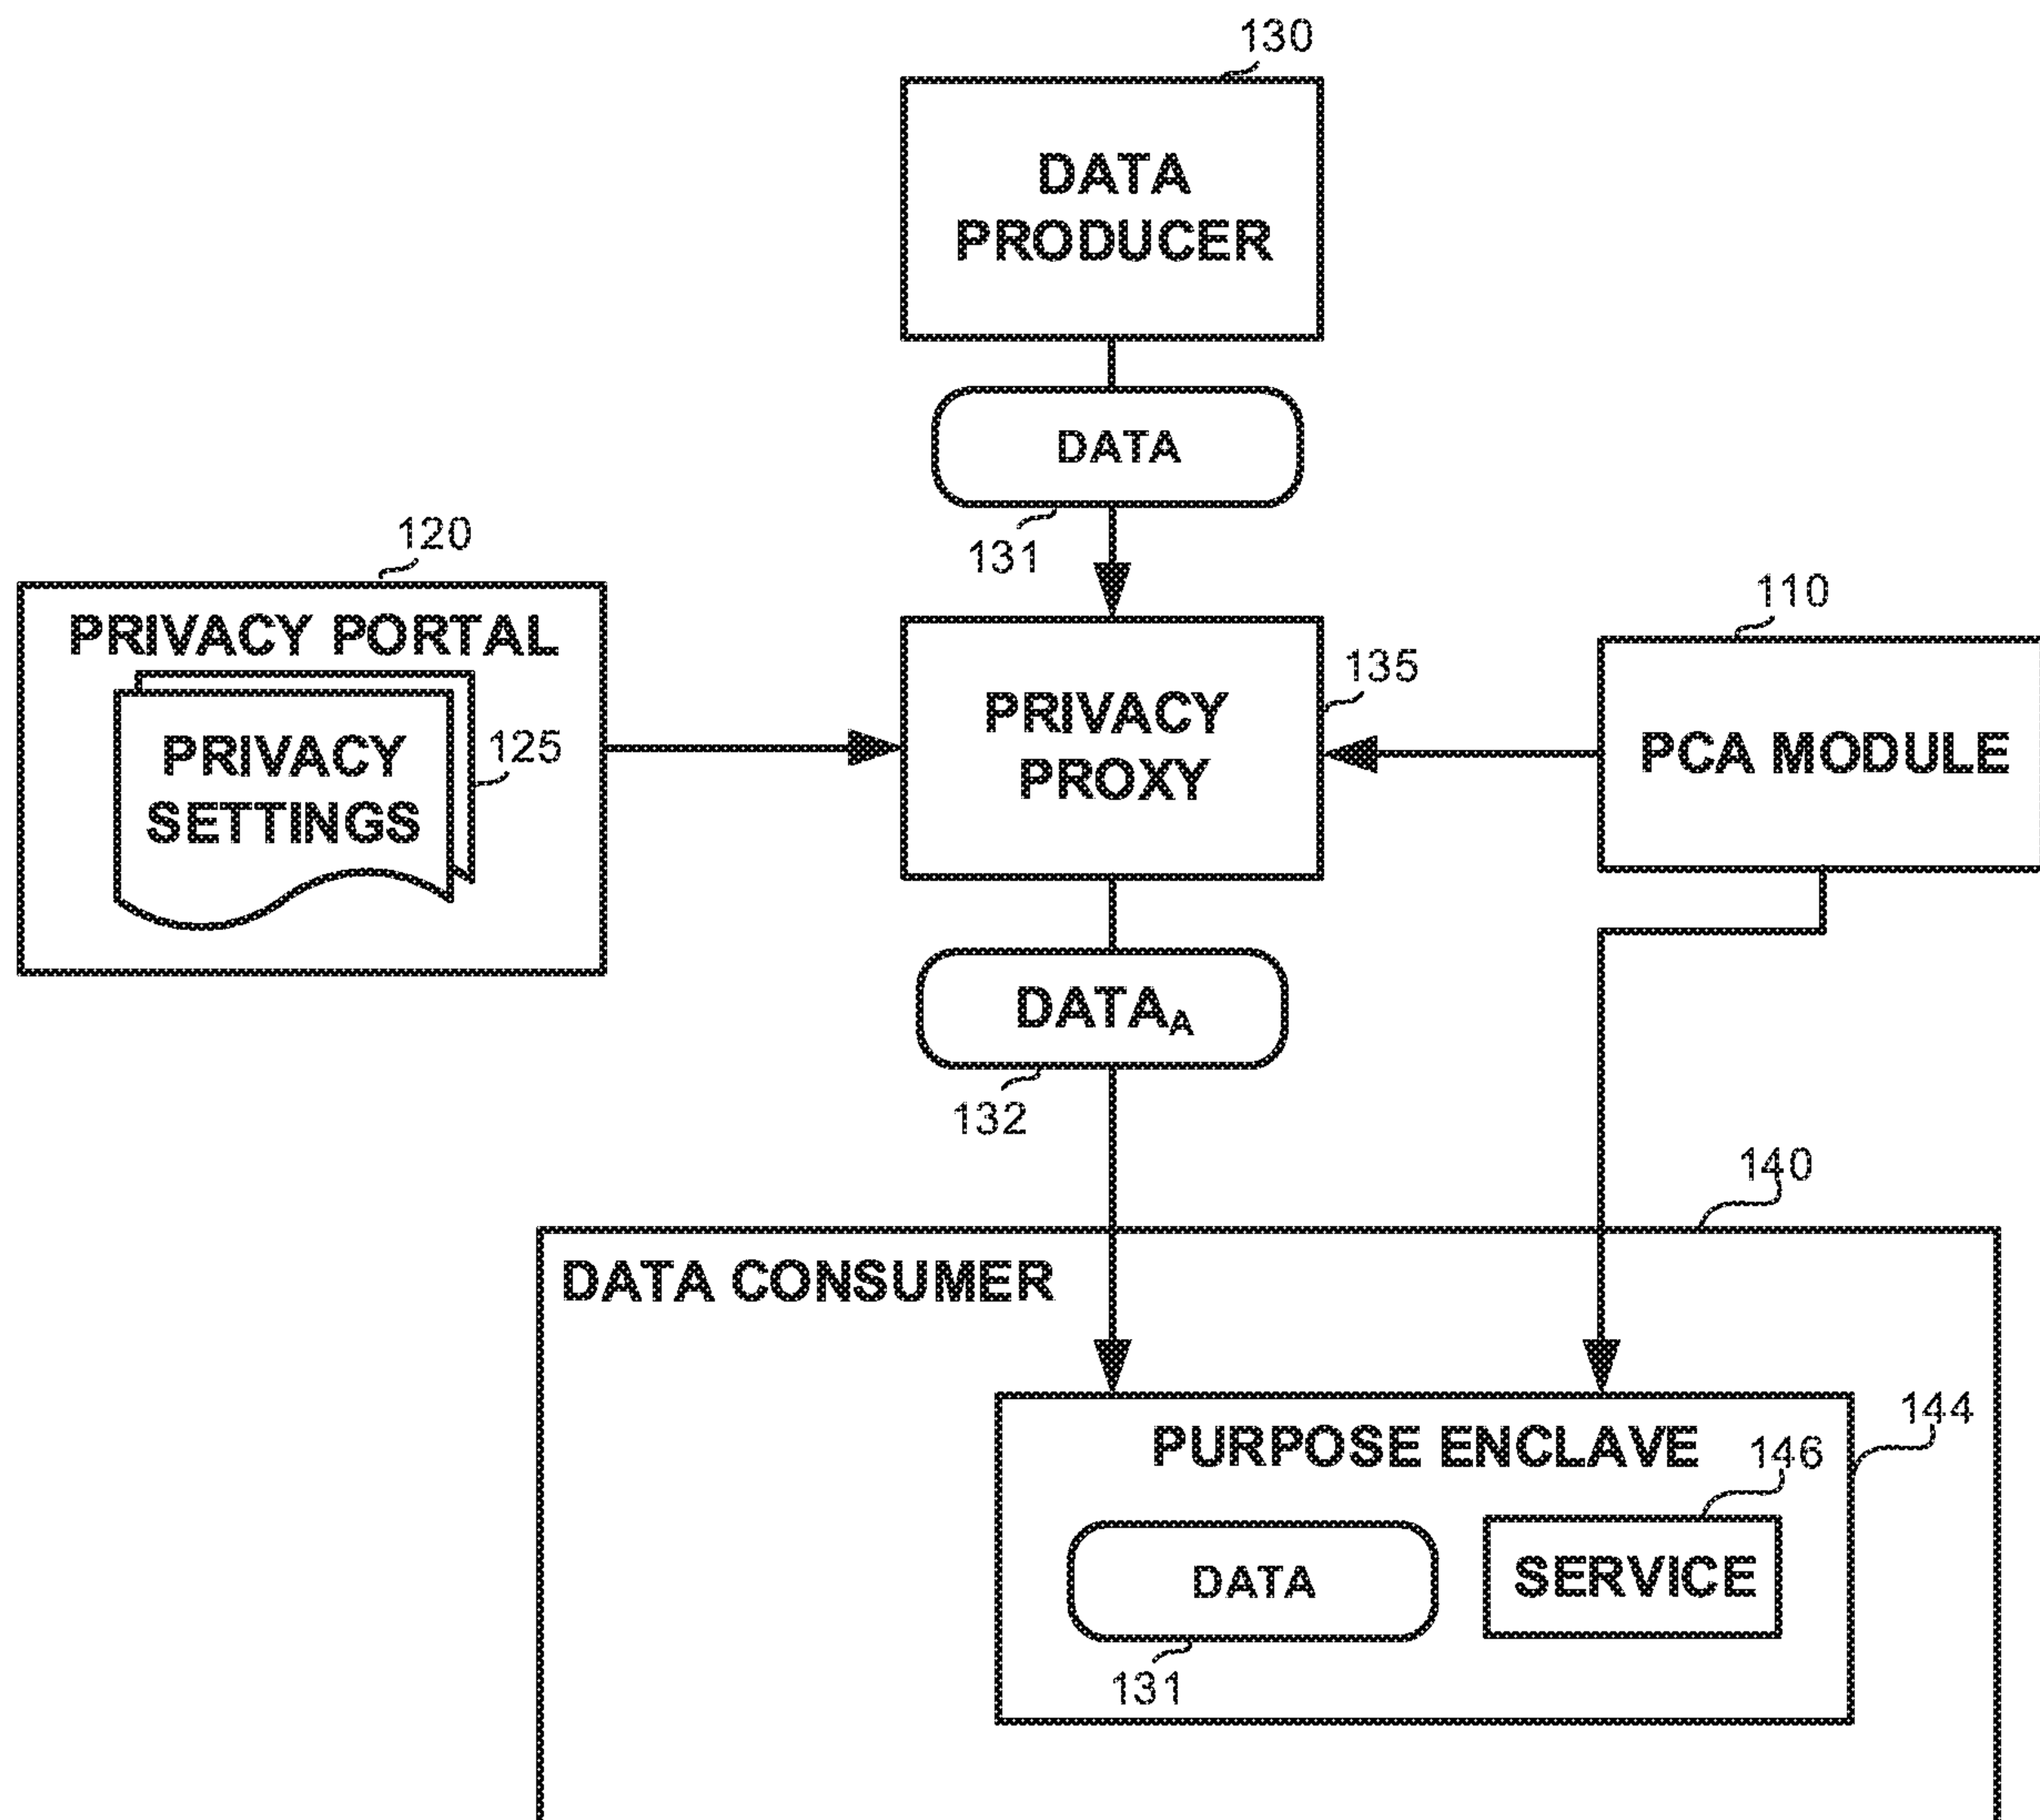 130
DATA
PRODUCER
DATA
131
120
PRIVACY PORTAL
PRIVACY
SETTINGS
125
PRIVACY
PROXY
135
110
PCA MODULE
DATAA
132
140
DATA CONSUMER
PURPOSE ENCLAVE
144
146
DATA
SERVICE
131